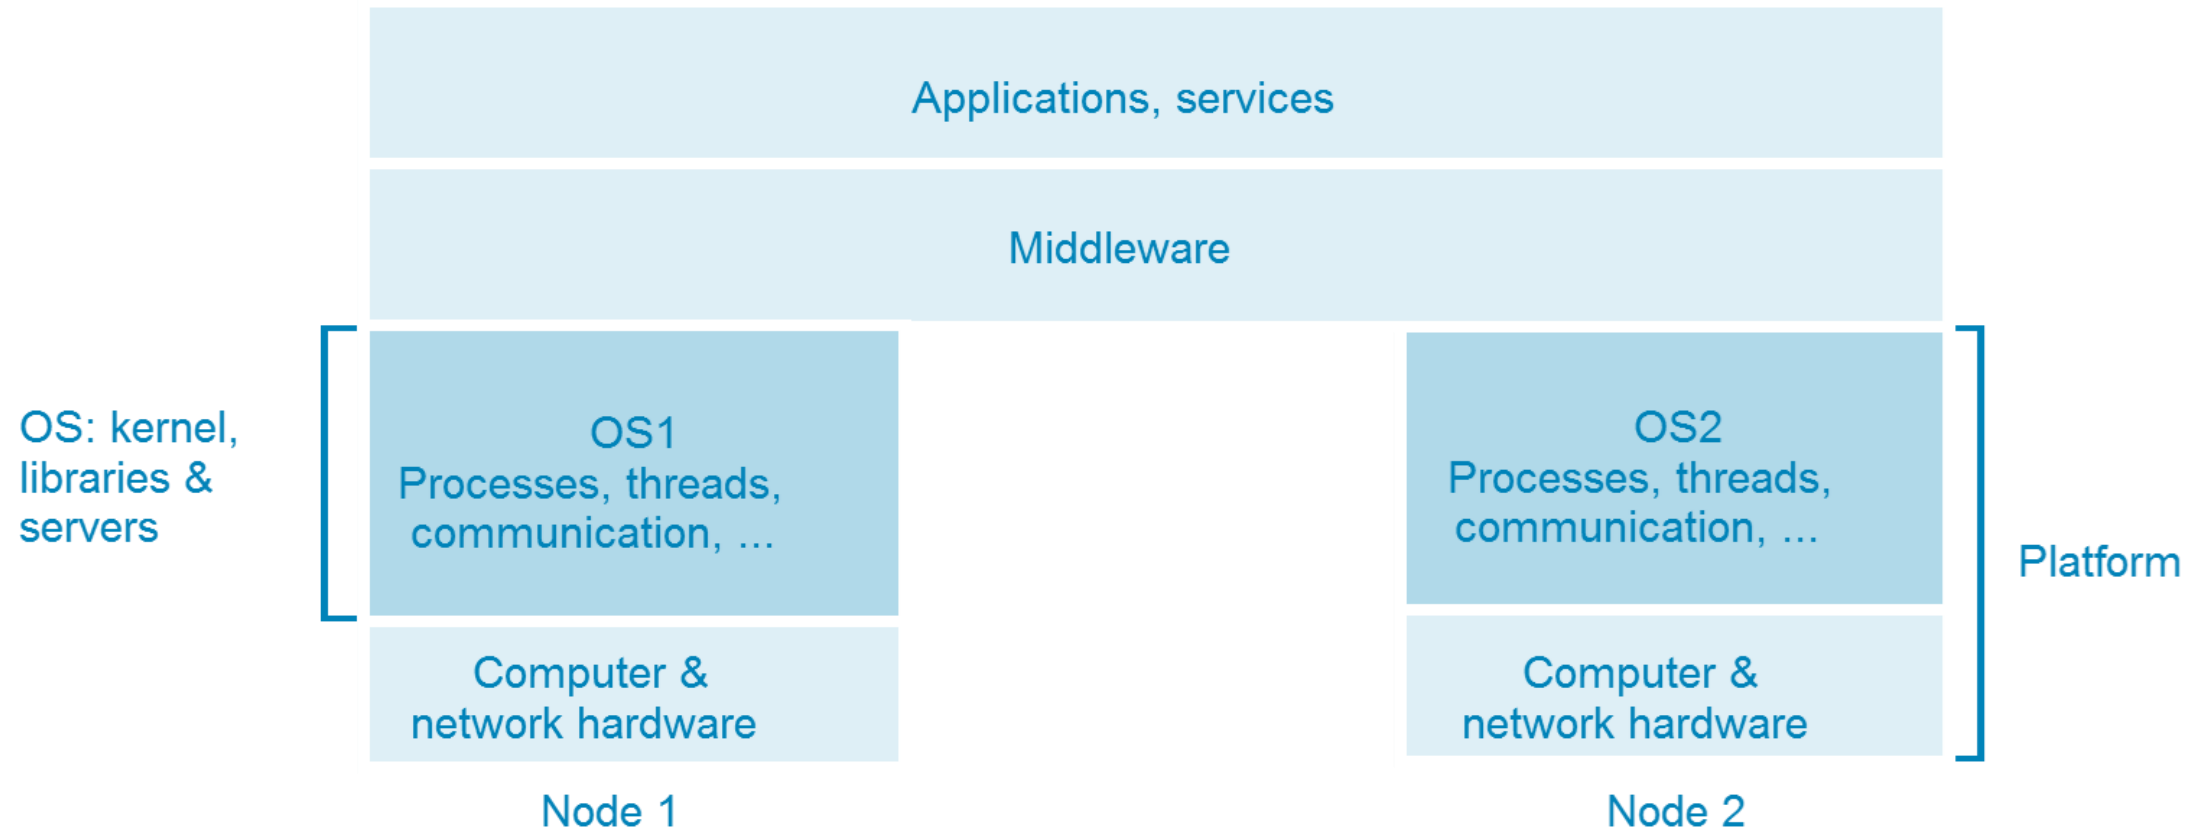 Applications, services
Middleware
OS: kernel,
libraries &
servers
OS1
Processes, threads,
communication, ...
OS2
Processes, threads,
communication, ...
Platform
Computer &
network hardware
Computer &
network hardware
Node 1
Node 2